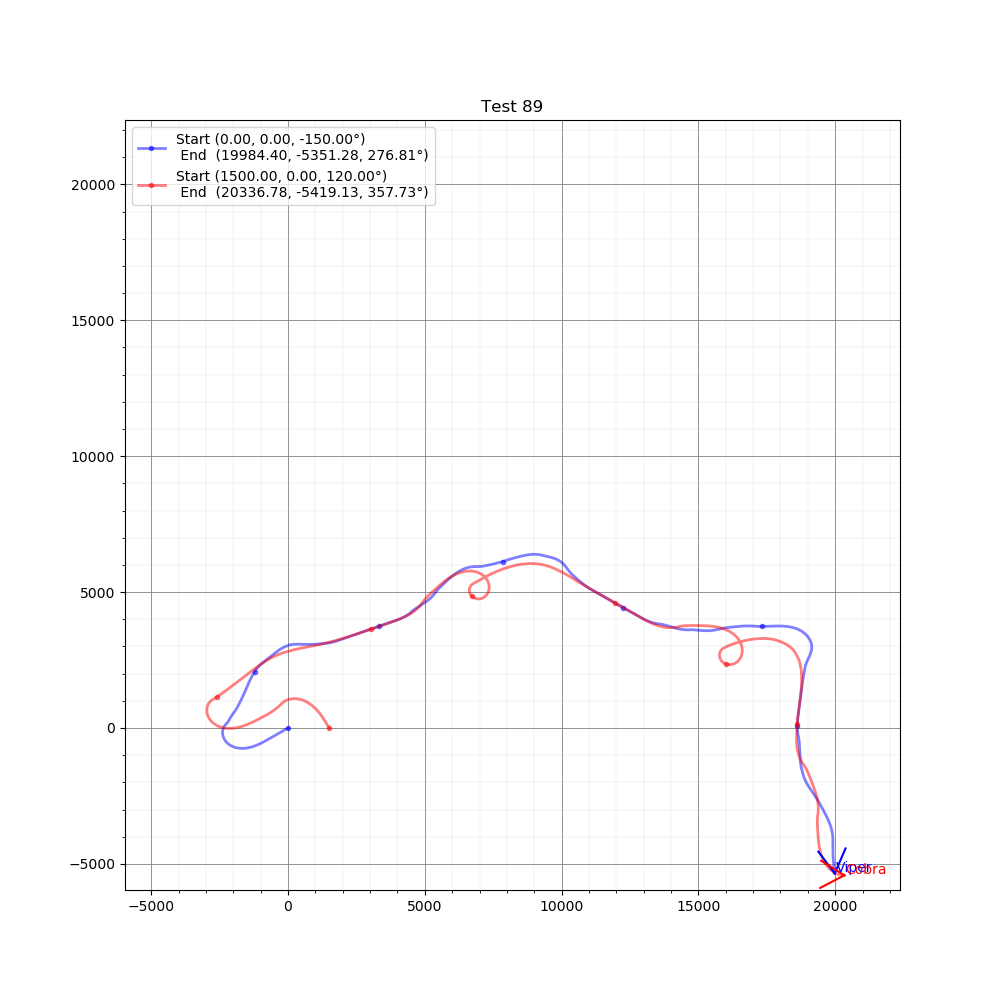 Test 89
Start (0.00, 0.00, -150.00°)
End (19984.40, -5351.28, 276.81°)
Start (1500.00, 0.00, 120.00°)
End (20336.78, -5419.13, 357.73°)
20000
15000
10000
5000
0
−5000
Viper
Cobra
−5000
0
5000
10000
15000
20000